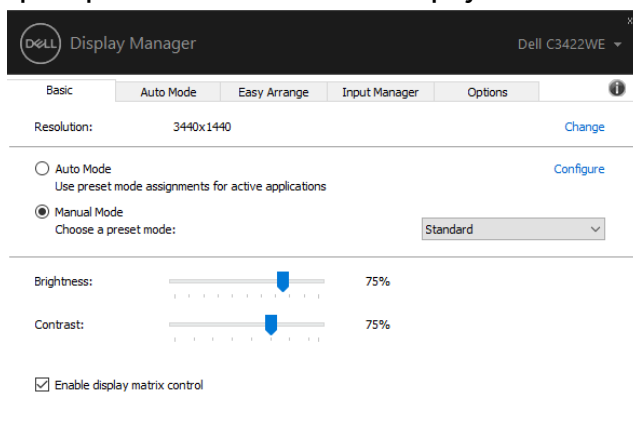 DELL Display Manager Dell C3422WE
Basic Auto Mode Easy Arrange Input Manager Options
Resolution: 3440x1440 Change
Auto Mode Configure
Use preset mode assignments for active applications
Manual Mode
Choose a preset mode: Standard
Brightness: 75%
Contrast: 75%
Enable display matrix control